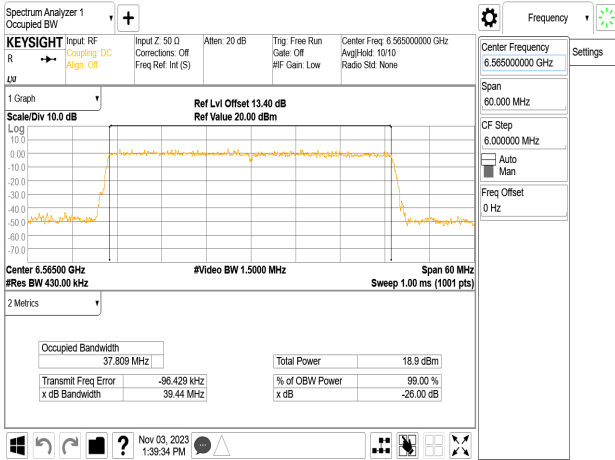 Spectrum Analyzer 1
Occupied BW
Frequency
KEYSIGHT
R
LXI
Input: RF
Coupling: DC
Align: Off
Input Z: 50 Ω
Corrections: Off
Freq Ref: Int (S)
Atten: 20 dB
Trig: Free Run
Gate: Off
#IF Gain: Low
Center Freq: 6.565000000 GHz
Avg|Hold: 10/10
Radio Std: None
Center Frequency
6.565000000 GHz
Settings
Span
60.000 MHz
CF Step
6.000000 MHz
Auto
Man
Freq Offset
0 Hz
1 Graph
Scale/Div 10.0 dB
Ref Lvl Offset 13.40 dB
Ref Value 20.00 dBm
Log
10.0
0.00
-10.0
-20.0
-30.0
-40.0
-50.0
-60.0
-70.0
Center 6.56500 GHz
#Video BW 1.5000 MHz
Span 60 MHz
#Res BW 430.00 kHz
Sweep 1.00 ms (1001 pts)
2 Metrics
Occupied Bandwidth
37.809 MHz
Total Power 18.9 dBm
Transmit Freq Error -96.429 kHz
% of OBW Power 99.00 %
x dB Bandwidth 39.44 MHz
x dB -26.00 dB
?
Nov 03, 2023
1:39:34 PM